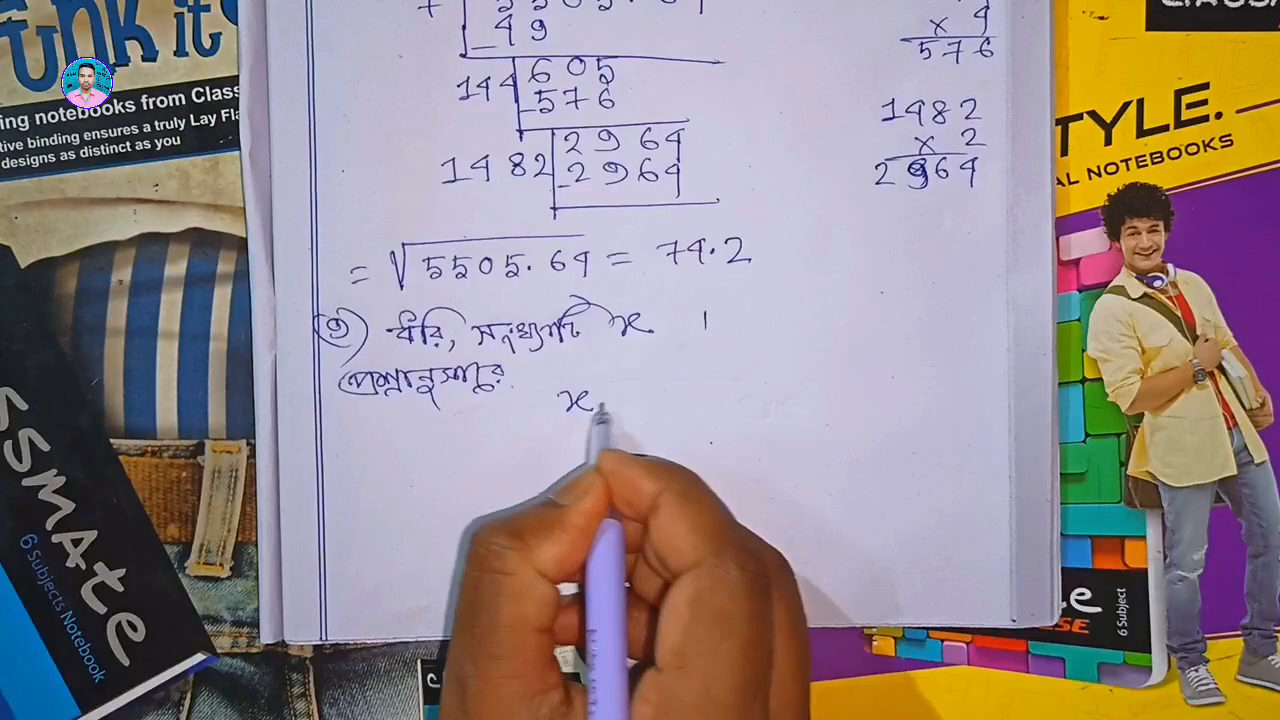 unk it
ing notebooks from Class
tive binding ensures a truly Lay Fla
designs as distinct as you
- 49
144 605
- 576
1482 2964
- 2964
x 4
576
1482
x 2
2964
= √5505.64 = 74.2
৩) ধরি, সংখ্যাটি x ।
প্রশ্নানুসারে
x
STYLE.
AL NOTEBOOKS
SSMATE
6 Subjects Notebook
6 Subject